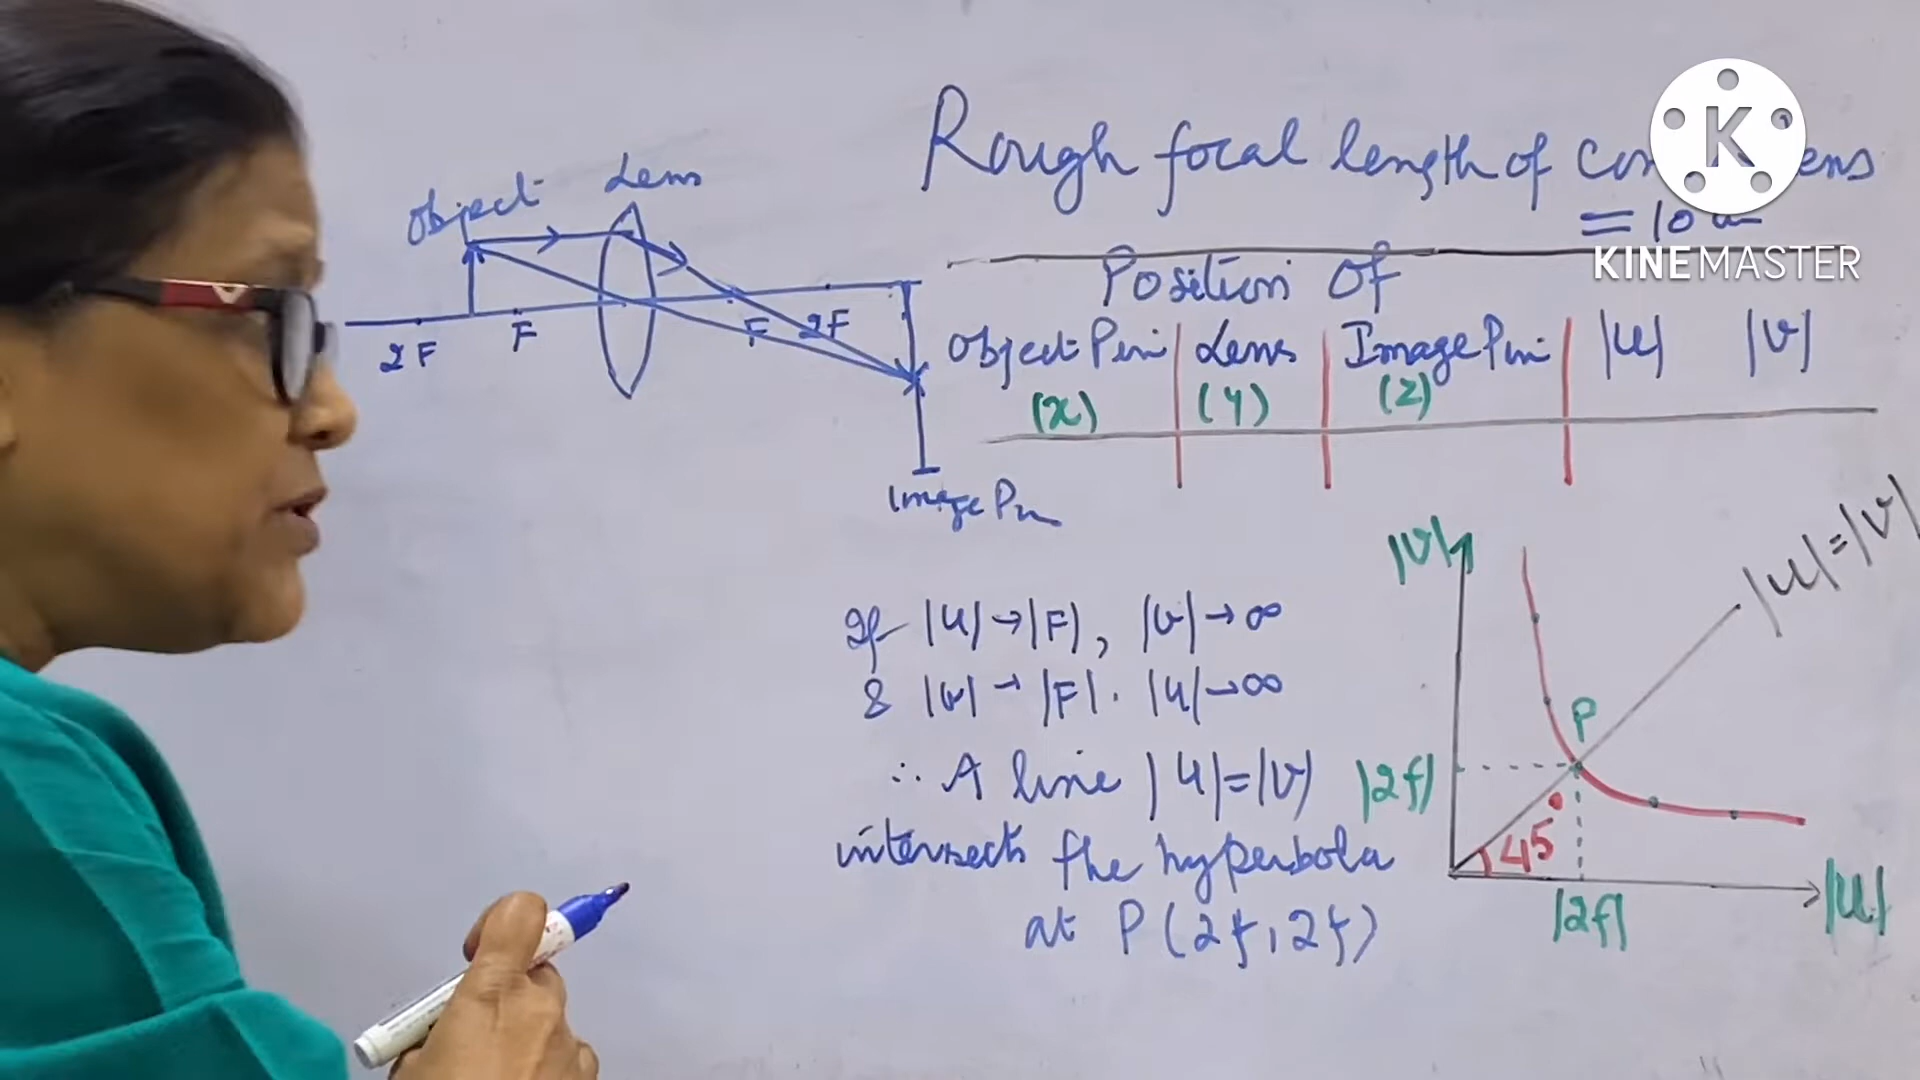 Rough focal length of con ens
= 10
K
KINEMASTER
Object Lens
2F F F 2F
Image Pin
Position Of
Object Pin Lens Image Pin |u| |v|
(x) (y) (z)
If |u|→|F|, |v|→∞
& |v|→|F|. |u|→∞
∴ A line |u|=|v|
intersects the hyperbola
at P(2f,2f)
|v|
|u|=|v|
P
|2f|
45
|2f|
|u|